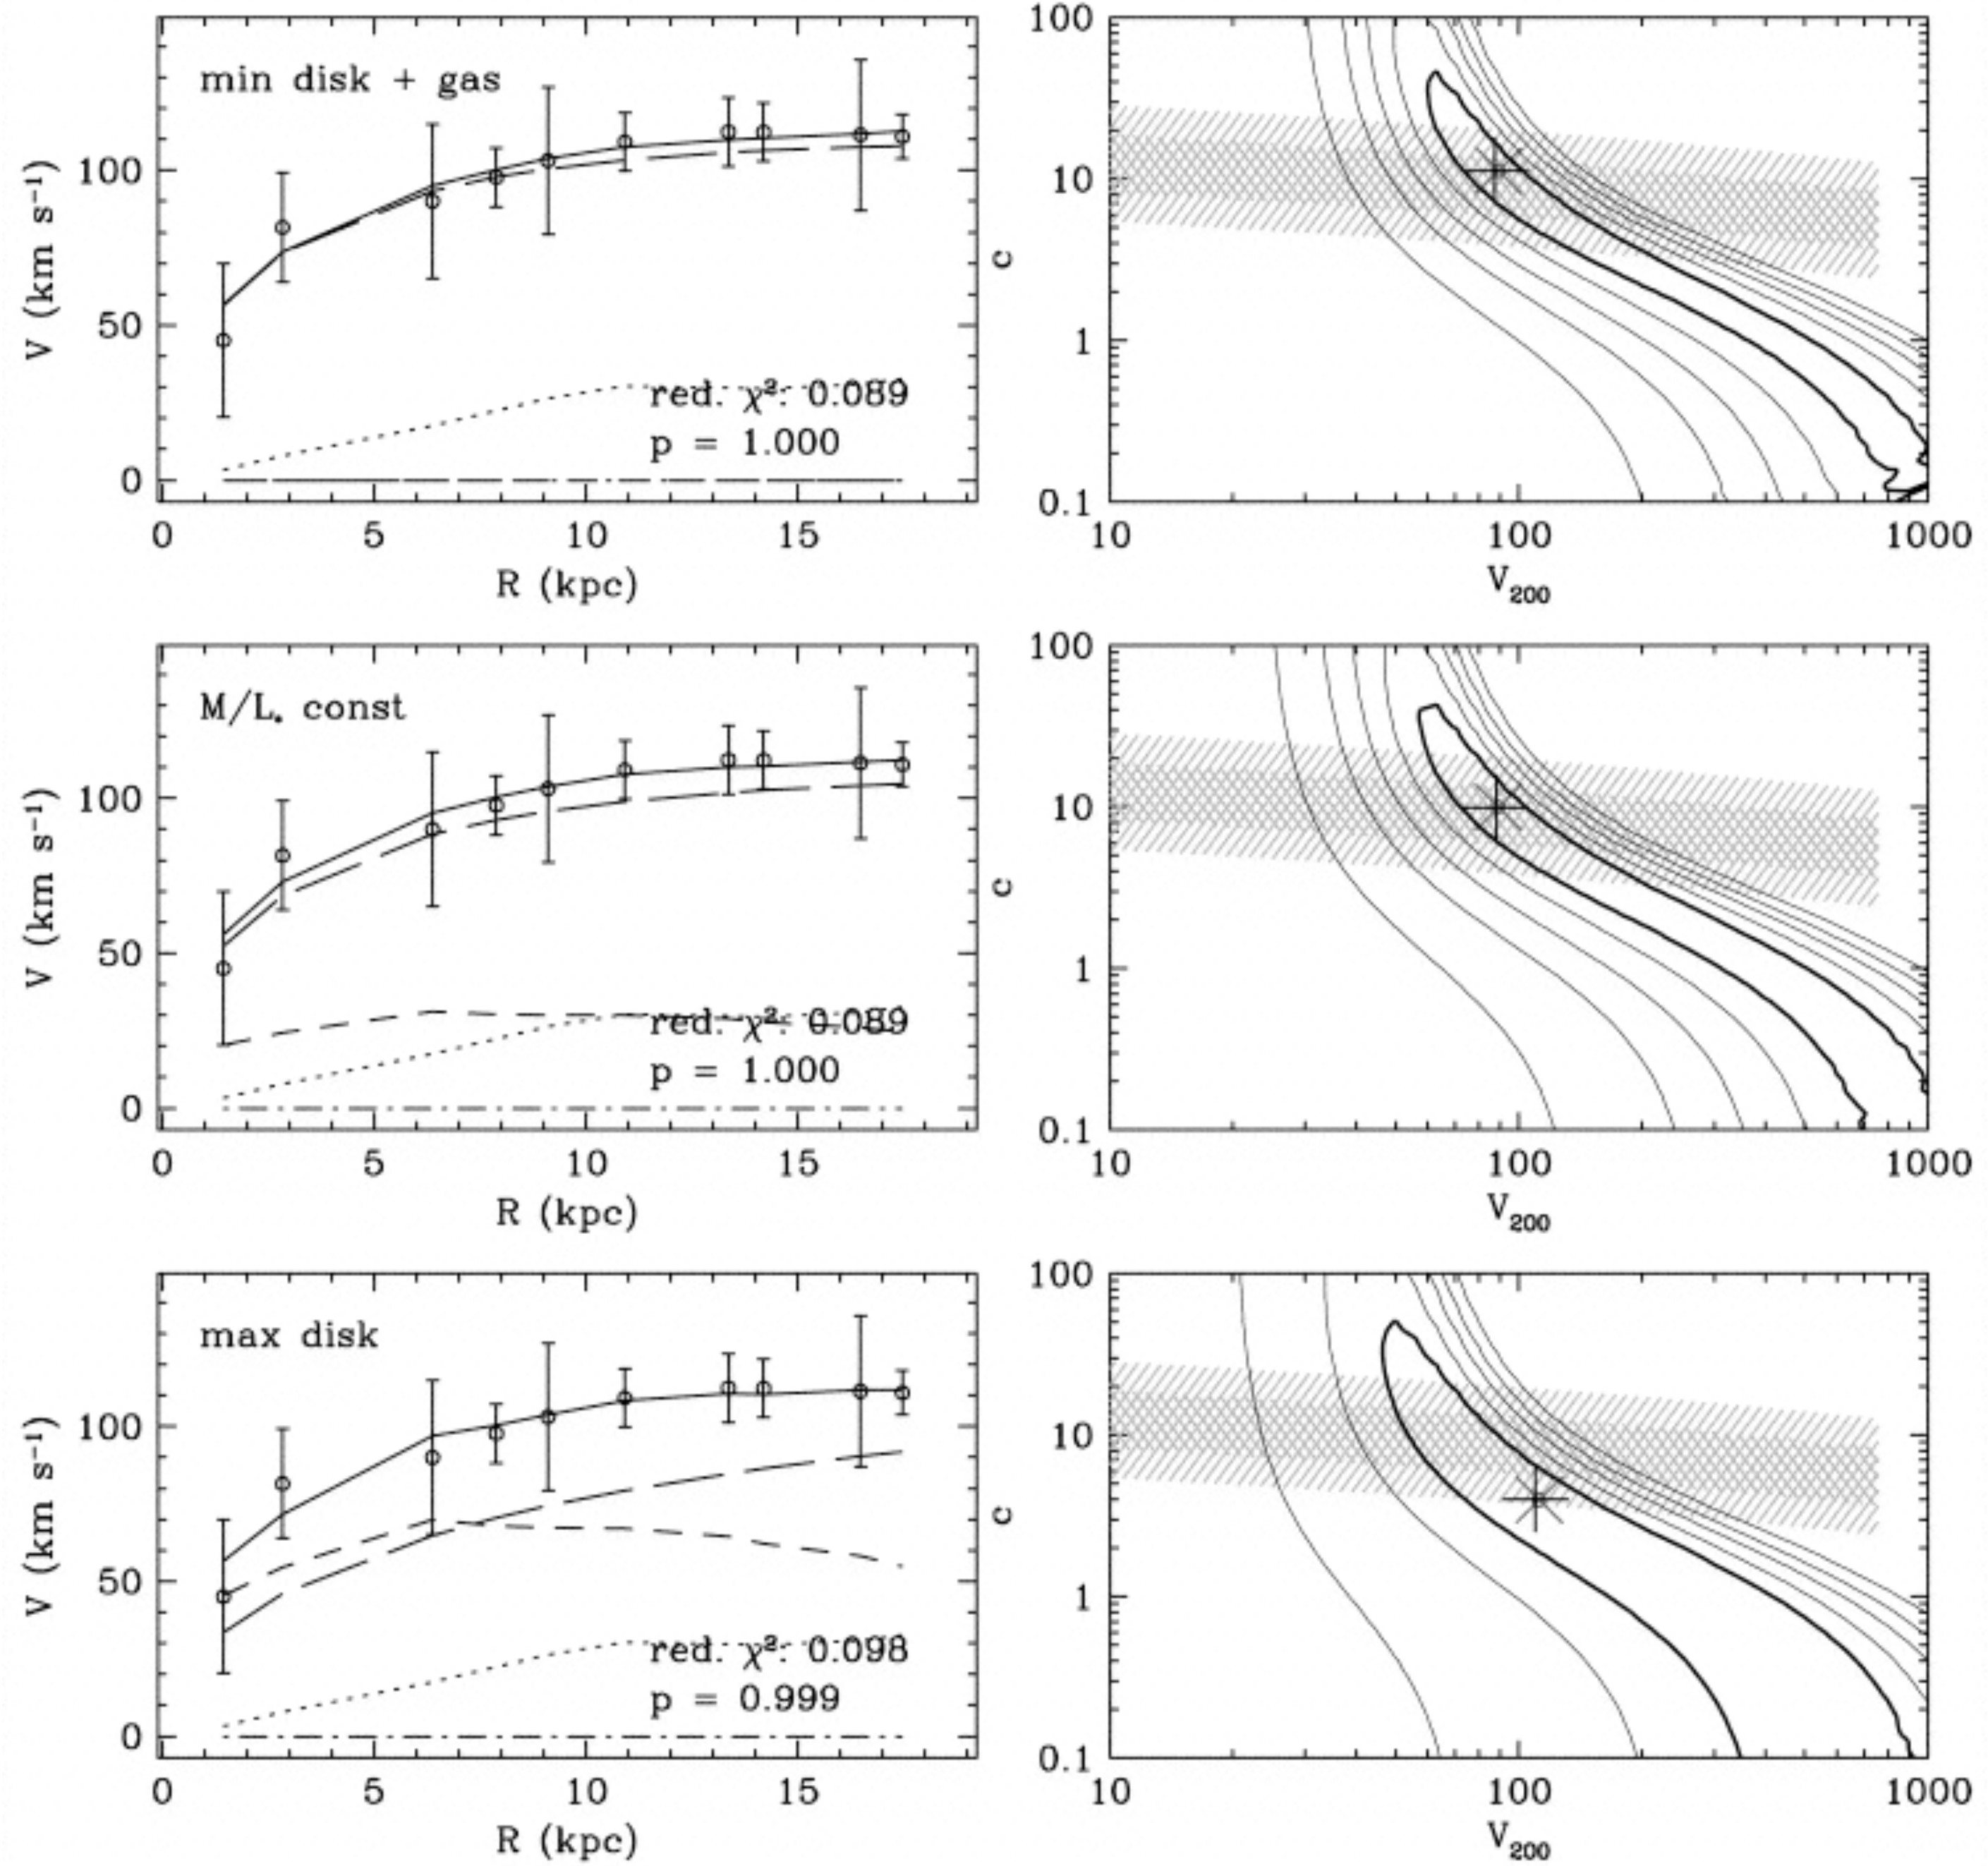 min disk + gas
V (km s⁻¹)
100
50
0
red. χ²: 0.089
p = 1.000
0 5 10 15
R (kpc)
c
100
10
1
0.1
10 100 1000
V₂₀₀
M/L* const
V (km s⁻¹)
100
50
0
red. χ²: 0.089
p = 1.000
0 5 10 15
R (kpc)
c
100
10
1
0.1
10 100 1000
V₂₀₀
max disk
V (km s⁻¹)
100
50
0
red. χ²: 0.098
p = 0.999
0 5 10 15
R (kpc)
c
100
10
1
0.1
10 100 1000
V₂₀₀